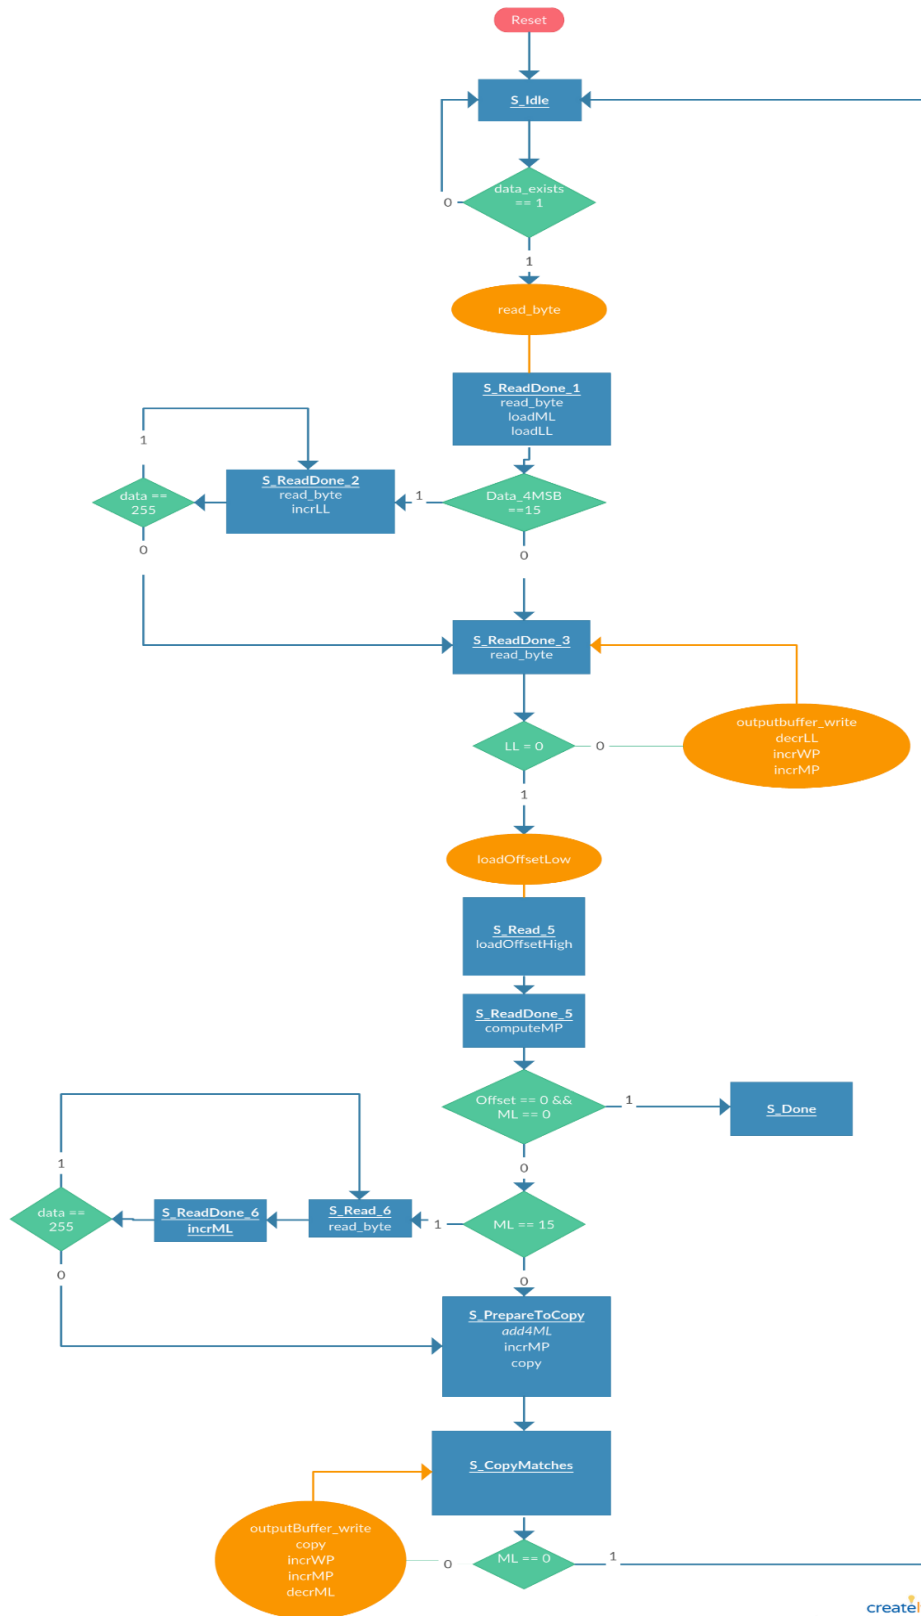 Reset
S_Idle
data_exists
== 1
0
1
read_byte
S_ReadDone_1
read_byte
loadML
loadLL
1
S_ReadDone_2
read_byte
incrLL
data ==
255
1
Data_4MSB
==15
0
0
S_ReadDone_3
read_byte
outputbuffer_write
decrLL
incrWP
incrMP
LL = 0
0
1
loadOffsetLow
S_Read_5
loadOffsetHigh
S_ReadDone_5
computeMP
Offset == 0 &&
ML == 0
1
S_Done
0
1
data ==
255
S_ReadDone_6
incrML
S_Read_6
read_byte
1
ML == 15
0
0
S_PrepareToCopy
add4ML
incrMP
copy
S_CopyMatches
outputBuffer_write
copy
incrWP
incrMP
decrML
0
ML == 0
1